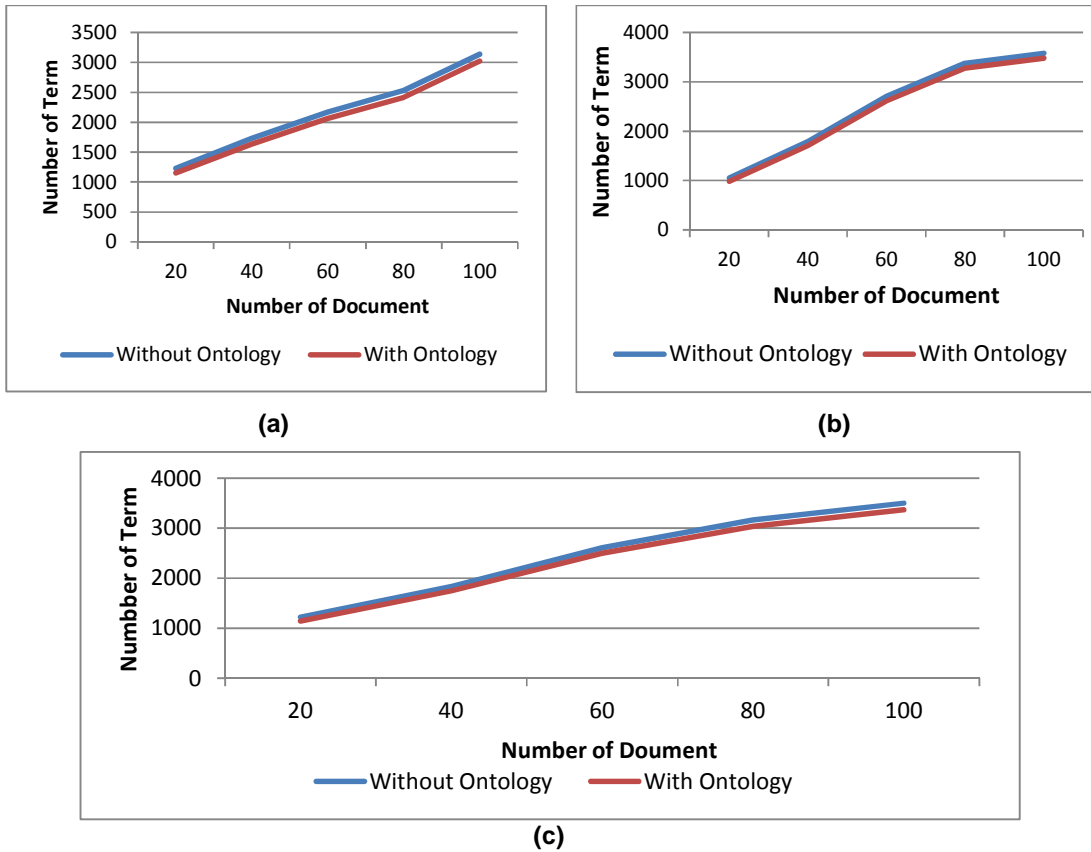 3500
3000
2500
2000
1500
1000
500
0
Number of Term
20 40 60 80 100
Number of Document
Without Ontology With Ontology
(a)
4000
3000
2000
1000
0
Number of Term
20 40 60 80 100
Number of Document
Without Ontology With Ontology
(b)
4000
3000
2000
1000
0
Numbber of Term
20 40 60 80 100
Number of Doument
Without Ontology With Ontology
(c)